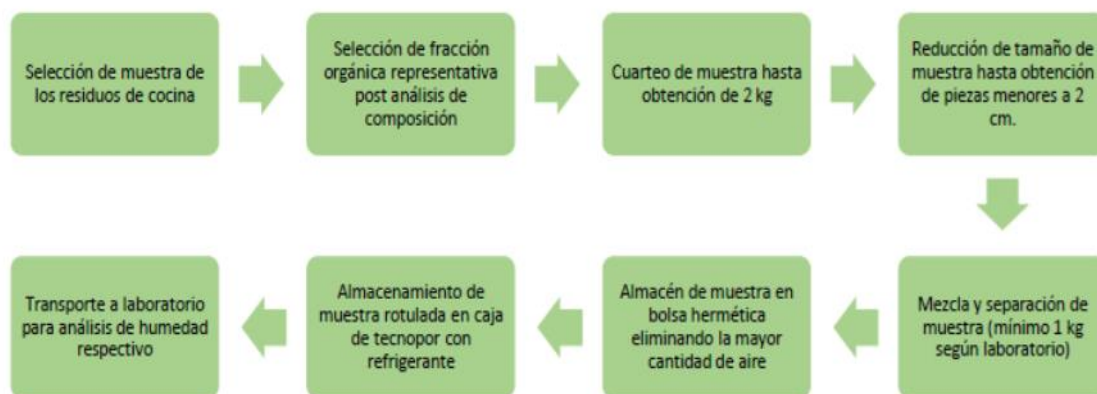 Selección de muestra de
los residuos de cocina
Selección de fracción
orgánica representativa
post análisis de
composición
Cuarteo de muestra hasta
obtención de 2 kg
Reducción de tamaño de
muestra hasta obtención
de piezas menores a 2
cm.
Mezcla y separación de
muestra (mínimo 1 kg
según laboratorio)
Almacén de muestra en
bolsa hermética
eliminando la mayor
cantidad de aire
Almacenamiento de
muestra rotulada en caja
de tecnopor con
refrigerante
Transporte a laboratorio
para análisis de humedad
respectivo